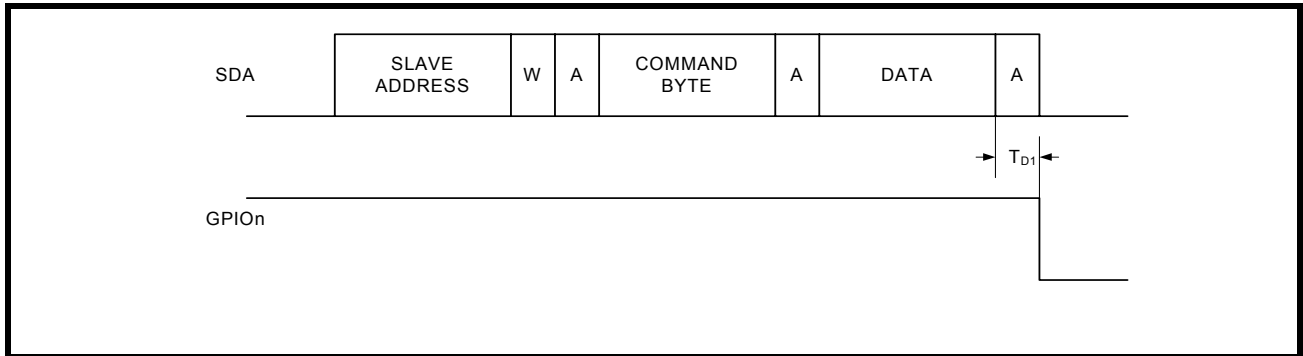 SDA
SLAVE
ADDRESS
W
A
COMMAND
BYTE
A
DATA
A
TD1
GPIOn